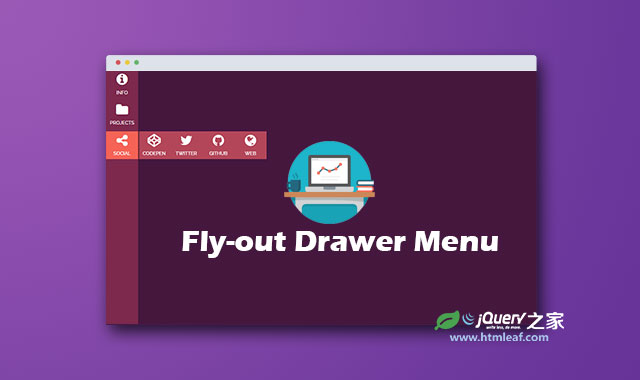 INFO
PROJECTS
SOCIAL CODEPEN TWITTER GITHUB WEB
Fly-out Drawer Menu
jQuery之家
write less, do more.
www.htmleaf.com